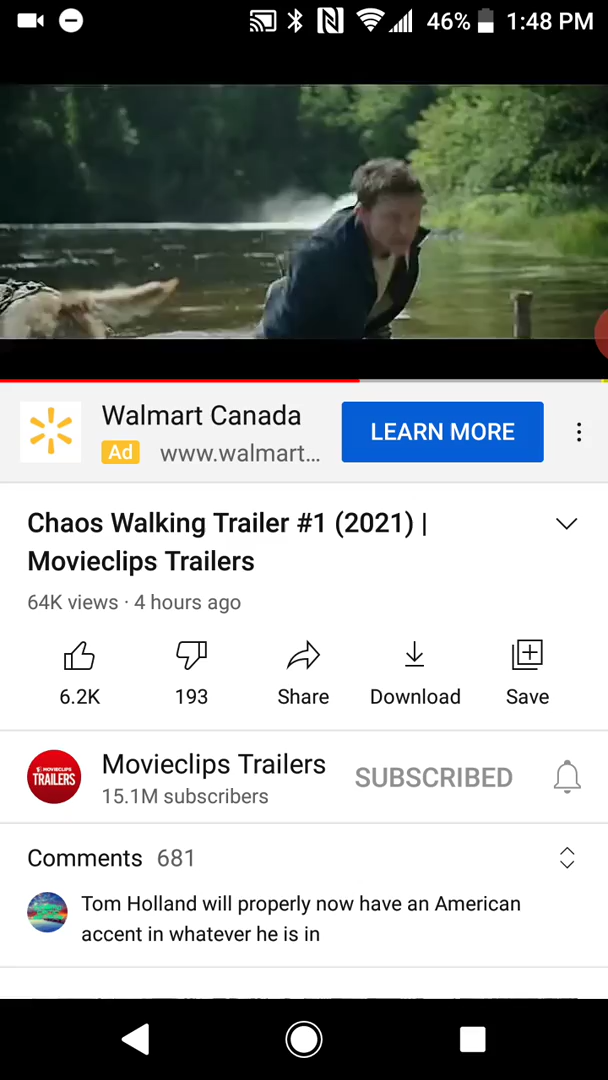 46% 1:48 PM
Walmart Canada
Ad www.walmart...
LEARN MORE
Chaos Walking Trailer #1 (2021) |
Movieclips Trailers
64K views · 4 hours ago
6.2K 193 Share Download Save
MOVIECLIPS
TRAILERS
Movieclips Trailers
15.1M subscribers
SUBSCRIBED
Comments 681
Tom Holland will properly now have an American
accent in whatever he is in